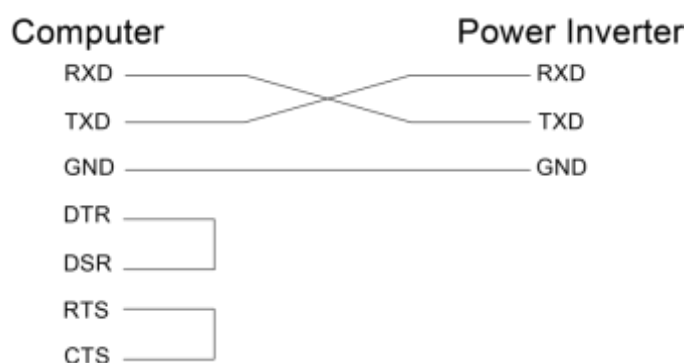 Computer Power Inverter
RXD RXD
TXD TXD
GND GND
DTR
DSR
RTS
CTS